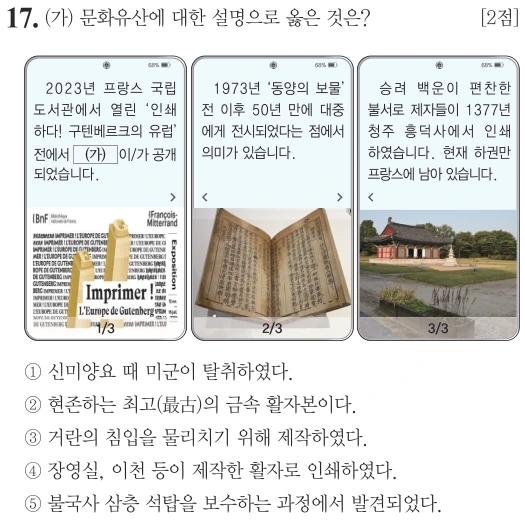 17. (가) 문화유산에 대한 설명으로 옳은 것은? [2점]
68%
2023년 프랑스 국립
도서관에서 열린 '인쇄
하다! 구텐베르크의 유럽'
전에서 (가) 이/가 공개
되었습니다.
{BnF
{François-
Mitterrand
Exposition
Imprimer !
L'Europe de Gutenberg
1/3
68%
1973년 '동양의 보물'
전 이후 50년 만에 대중
에게 전시되었다는 점에서
의미가 있습니다.
2/3
68%
승려 백운이 편찬한
불서로 제자들이 1377년
청주 흥덕사에서 인쇄
하였습니다. 현재 하권만
프랑스에 남아 있습니다.
3/3
① 신미양요 때 미군이 탈취하였다.
② 현존하는 최고(最古)의 금속 활자본이다.
③ 거란의 침입을 물리치기 위해 제작하였다.
④ 장영실, 이천 등이 제작한 활자로 인쇄하였다.
⑤ 불국사 삼층 석탑을 보수하는 과정에서 발견되었다.